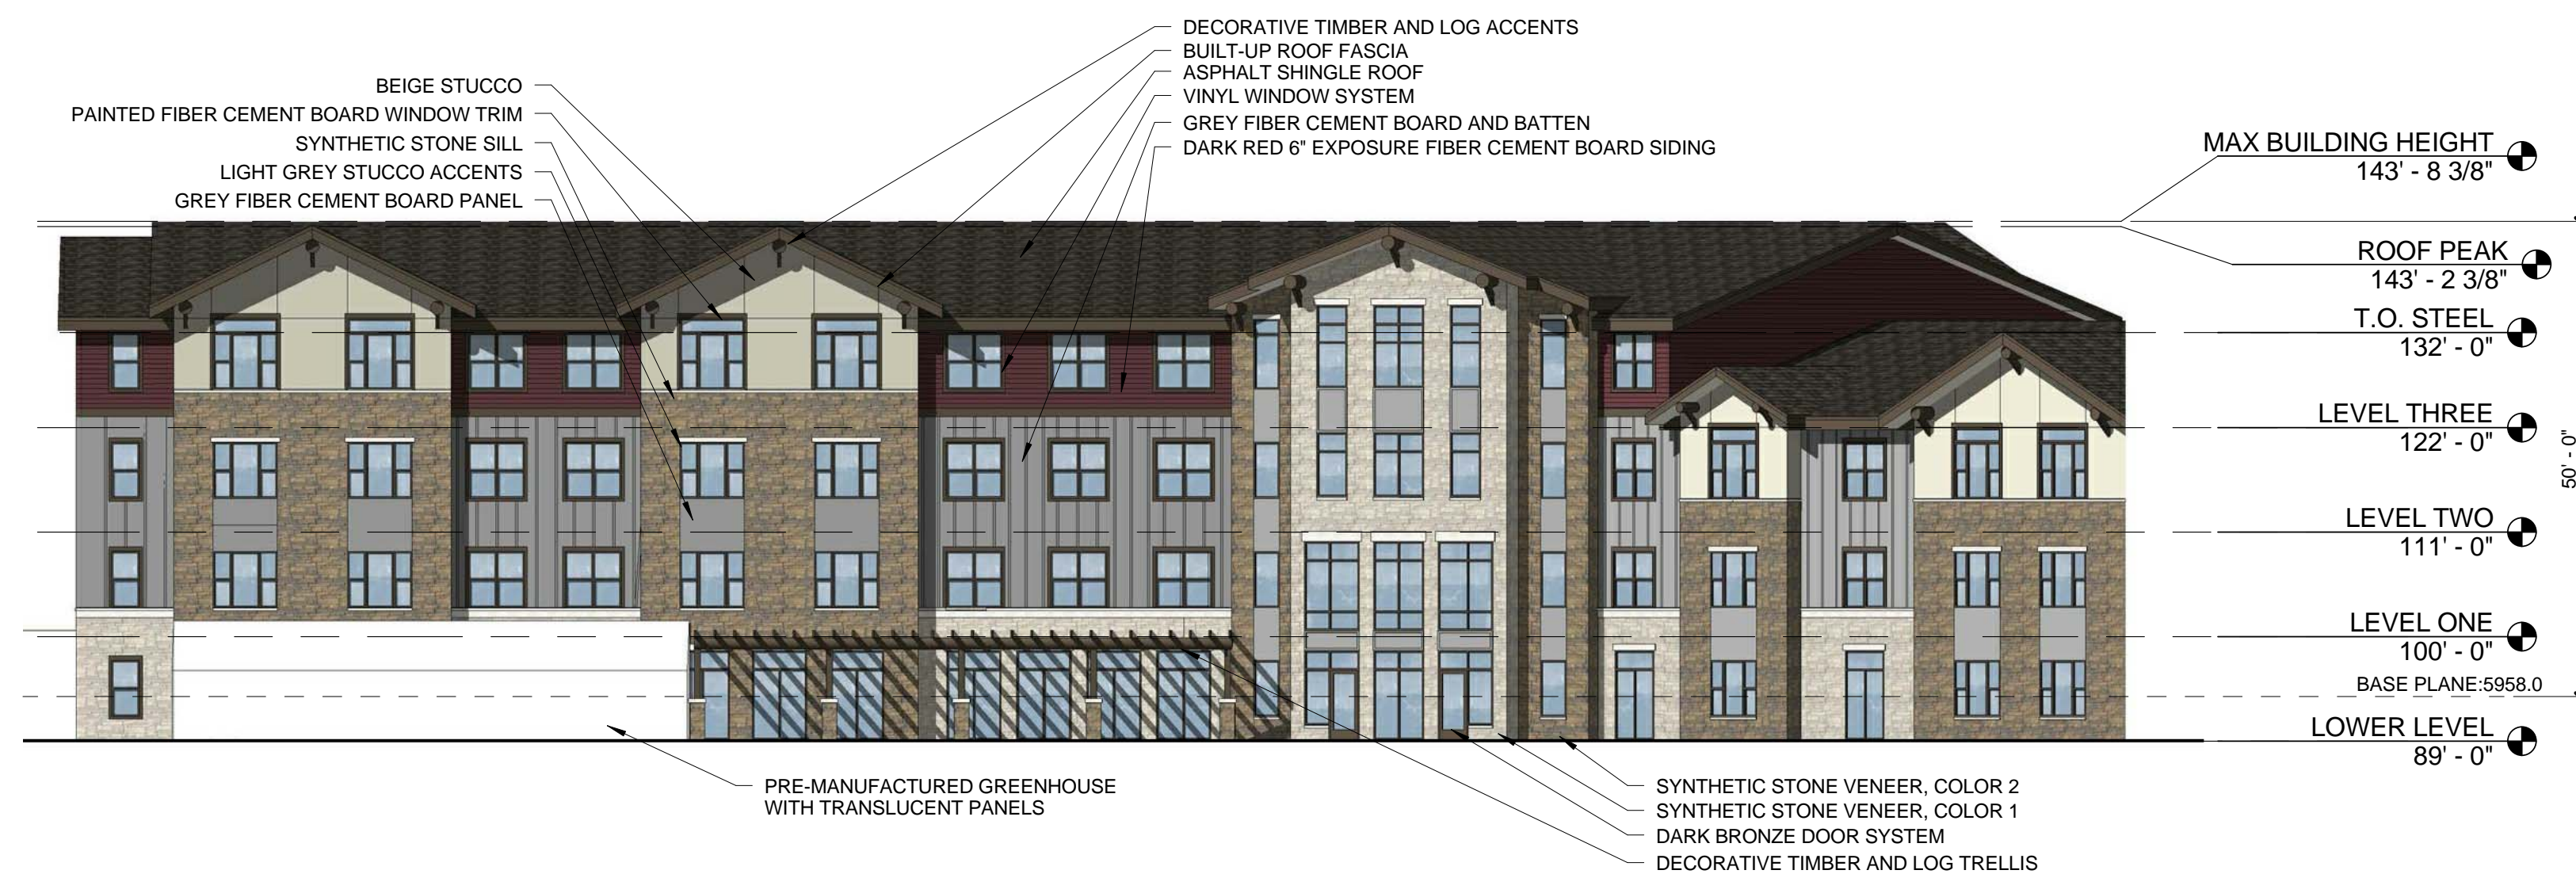 DECORATIVE TIMBER AND LOG ACCENTS
BUILT-UP ROOF FASCIA
ASPHALT SHINGLE ROOF
VINYL WINDOW SYSTEM
GREY FIBER CEMENT BOARD AND BATTEN
DARK RED 6" EXPOSURE FIBER CEMENT BOARD SIDING
BEIGE STUCCO
PAINTED FIBER CEMENT BOARD WINDOW TRIM
SYNTHETIC STONE SILL
LIGHT GREY STUCCO ACCENTS
GREY FIBER CEMENT BOARD PANEL
MAX BUILDING HEIGHT
143' - 8 3/8"
ROOF PEAK
143' - 2 3/8"
T.O. STEEL
132' - 0"
LEVEL THREE
122' - 0"
50' - 0"
LEVEL TWO
111' - 0"
LEVEL ONE
100' - 0"
BASE PLANE:5958.0
LOWER LEVEL
89' - 0"
PRE-MANUFACTURED GREENHOUSE
WITH TRANSLUCENT PANELS
SYNTHETIC STONE VENEER, COLOR 2
SYNTHETIC STONE VENEER, COLOR 1
DARK BRONZE DOOR SYSTEM
DECORATIVE TIMBER AND LOG TRELLIS